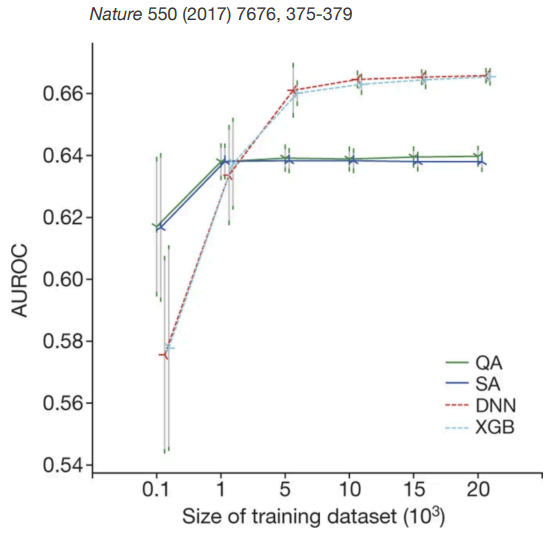 Nature 550 (2017) 7676, 375-379
0.66
0.64
0.62
0.60
0.58
0.56
0.54
AUROC
QA
SA
DNN
XGB
0.1 1 5 10 15 20
Size of training dataset (10³)